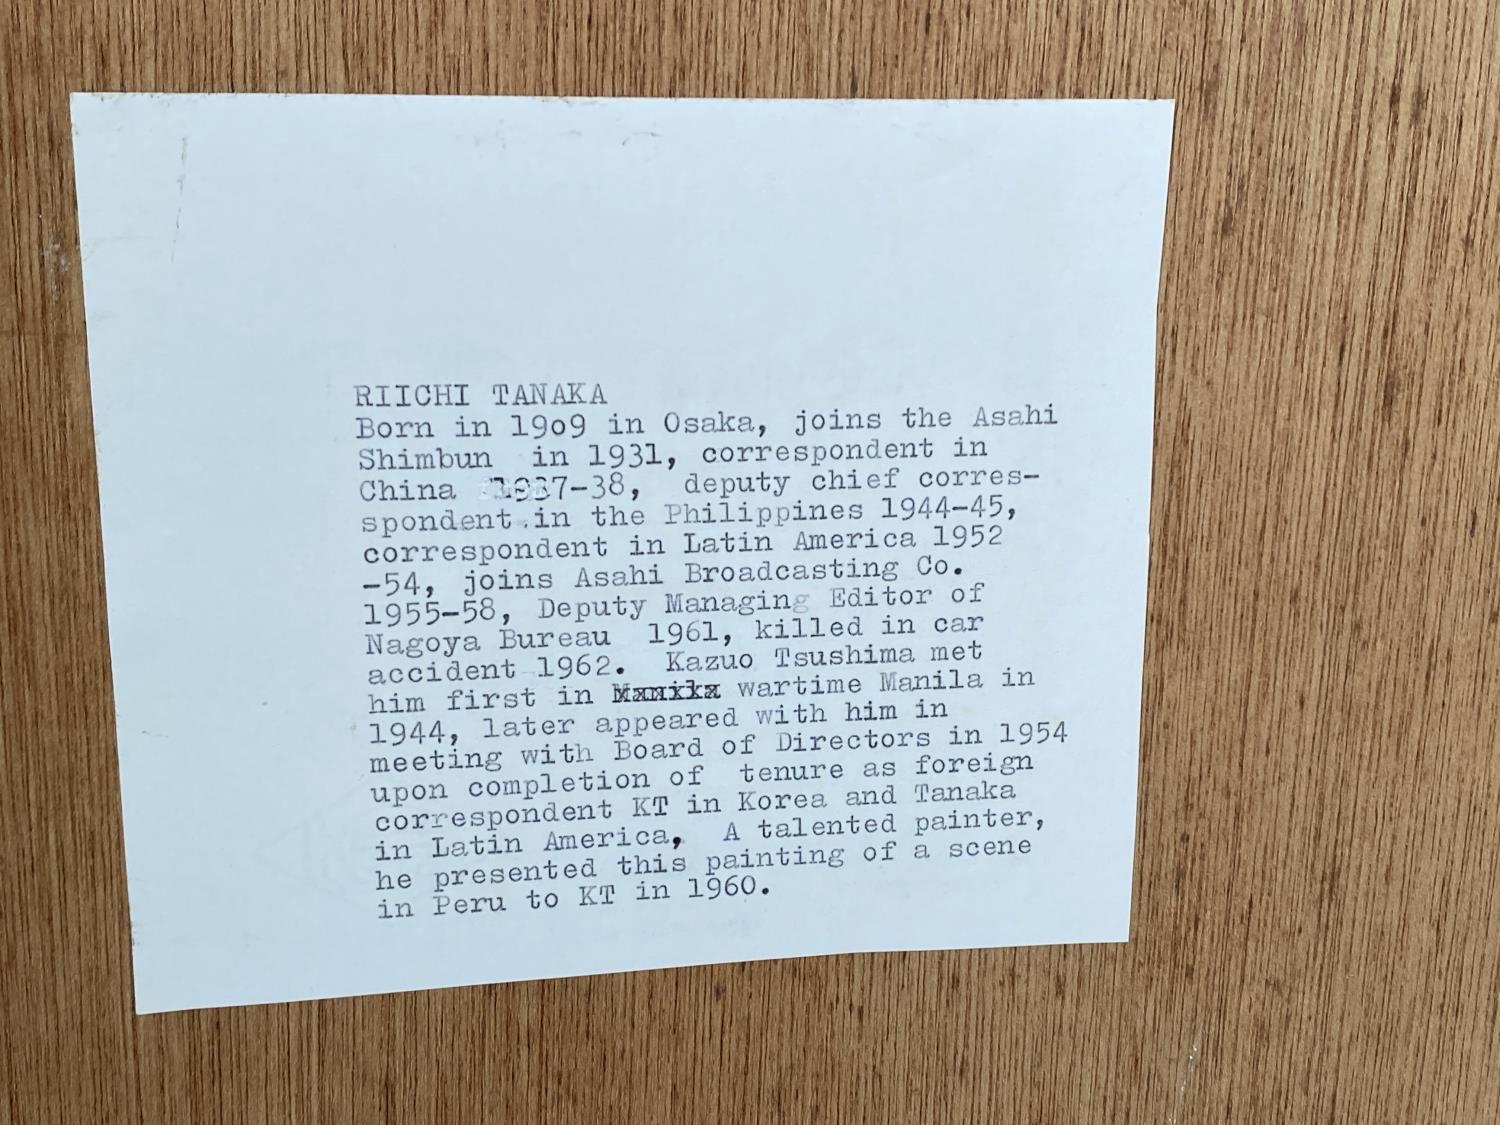 RIICHI TANAKA
Born in 19o9 in Osaka, joins the Asahi
Shimbun in 1931, correspondent in
China 1937-38, deputy chief corres-
spondent in the Philippines 1944-45,
correspondent in Latin America 1952
-54, joins Asahi Broadcasting Co.
1955-58, Deputy Managing Editor of
Nagoya Bureau 1961, killed in car
accident 1962. Kazuo Tsushima met
him first in wartime Manila in
1944, later appeared with him in
meeting with Board of Directors in 1954
upon completion of tenure as foreign
correspondent KT in Korea and Tanaka
in Latin America, A talented painter,
he presented this painting of a scene
in Peru to KT in 1960.